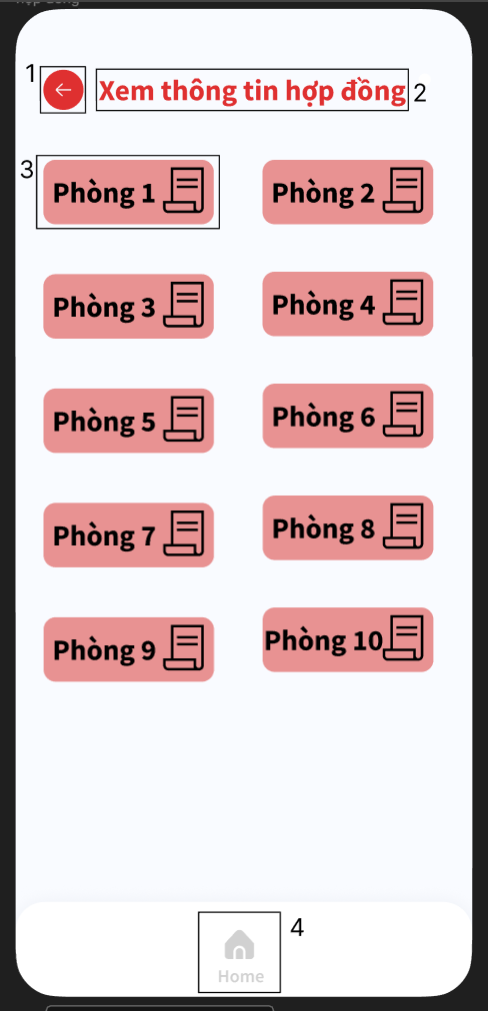 1 Xem thông tin hợp đồng 2
3 Phòng 1 Phòng 2
Phòng 3 Phòng 4
Phòng 5 Phòng 6
Phòng 7 Phòng 8
Phòng 9 Phòng 10
4
Home